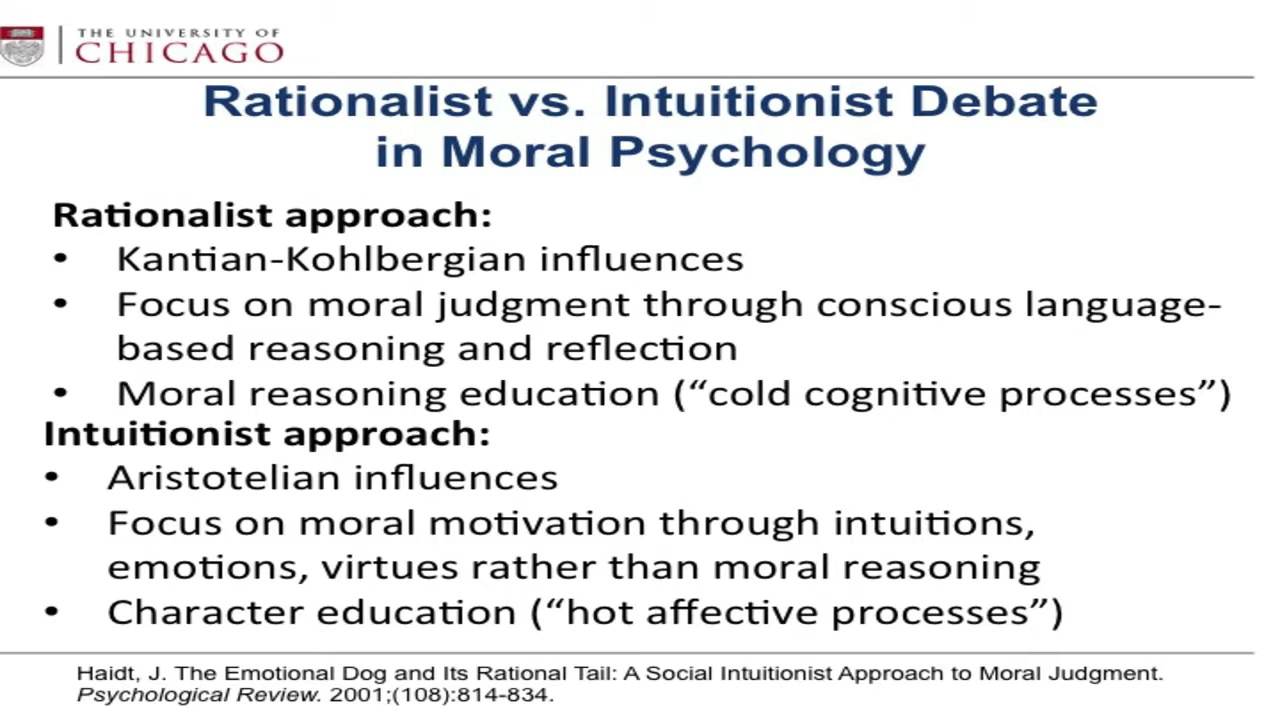 THE UNIVERSITY OF
CHICAGO
Rationalist vs. Intuitionist Debate
in Moral Psychology
Rationalist approach:
• Kantian-Kohlbergian influences
• Focus on moral judgment through conscious language-
based reasoning and reflection
• Moral reasoning education (“cold cognitive processes”)
Intuitionist approach:
• Aristotelian influences
• Focus on moral motivation through intuitions,
emotions, virtues rather than moral reasoning
• Character education (“hot affective processes”)
Haidt, J. The Emotional Dog and Its Rational Tail: A Social Intuitionist Approach to Moral Judgment.
Psychological Review. 2001;(108):814-834.